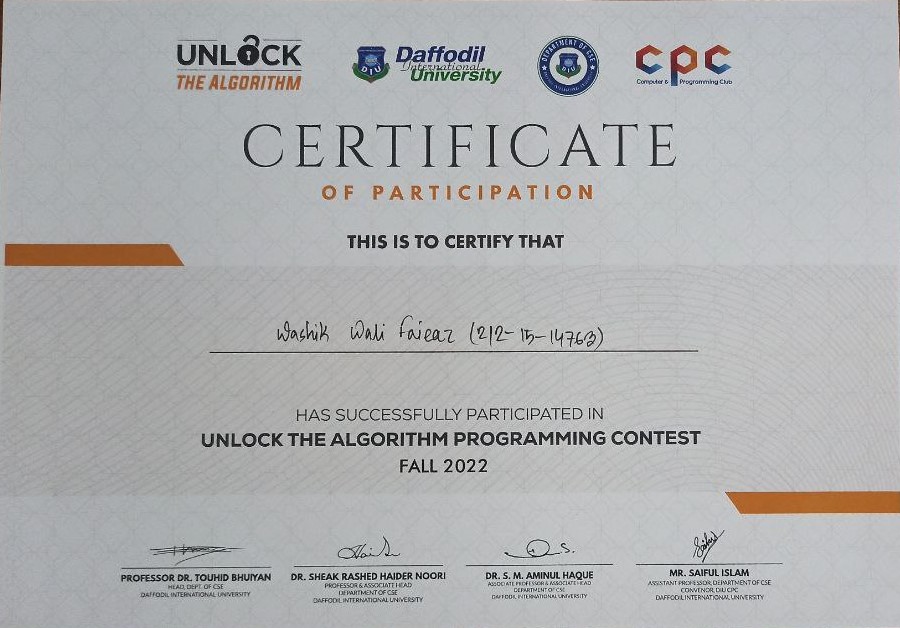 UNLOCK
THE ALGORITHM
Daffodil
International
University
DEPARTMENT OF CSE
DIU
cpc
Computer & Programming Club
CERTIFICATE
OF PARTICIPATION
THIS IS TO CERTIFY THAT
Washik Wali Faieaz (212-15-14763)
HAS SUCCESSFULLY PARTICIPATED IN
UNLOCK THE ALGORITHM PROGRAMMING CONTEST
FALL 2022
PROFESSOR DR. TOUHID BHUIYAN
HEAD, DEPT. OF CSE
DAFFODIL INTERNATIONAL UNIVERSITY
DR. SHEAK RASHED HAIDER NOORI
PROFESSOR & ASSOCIATE HEAD
DEPARTMENT OF CSE
DAFFODIL INTERNATIONAL UNIVERSITY
DR. S. M. AMINUL HAQUE
ASSOCIATE PROFESSOR & ASSOCIATE HEAD
DEPARTMENT OF CSE
DAFFODIL INTERNATIONAL UNIVERSITY
MR. SAIFUL ISLAM
ASSISTANT PROFESSOR, DEPARTMENT OF CSE
CONVENOR, DIU CPC
DAFFODIL INTERNATIONAL UNIVERSITY